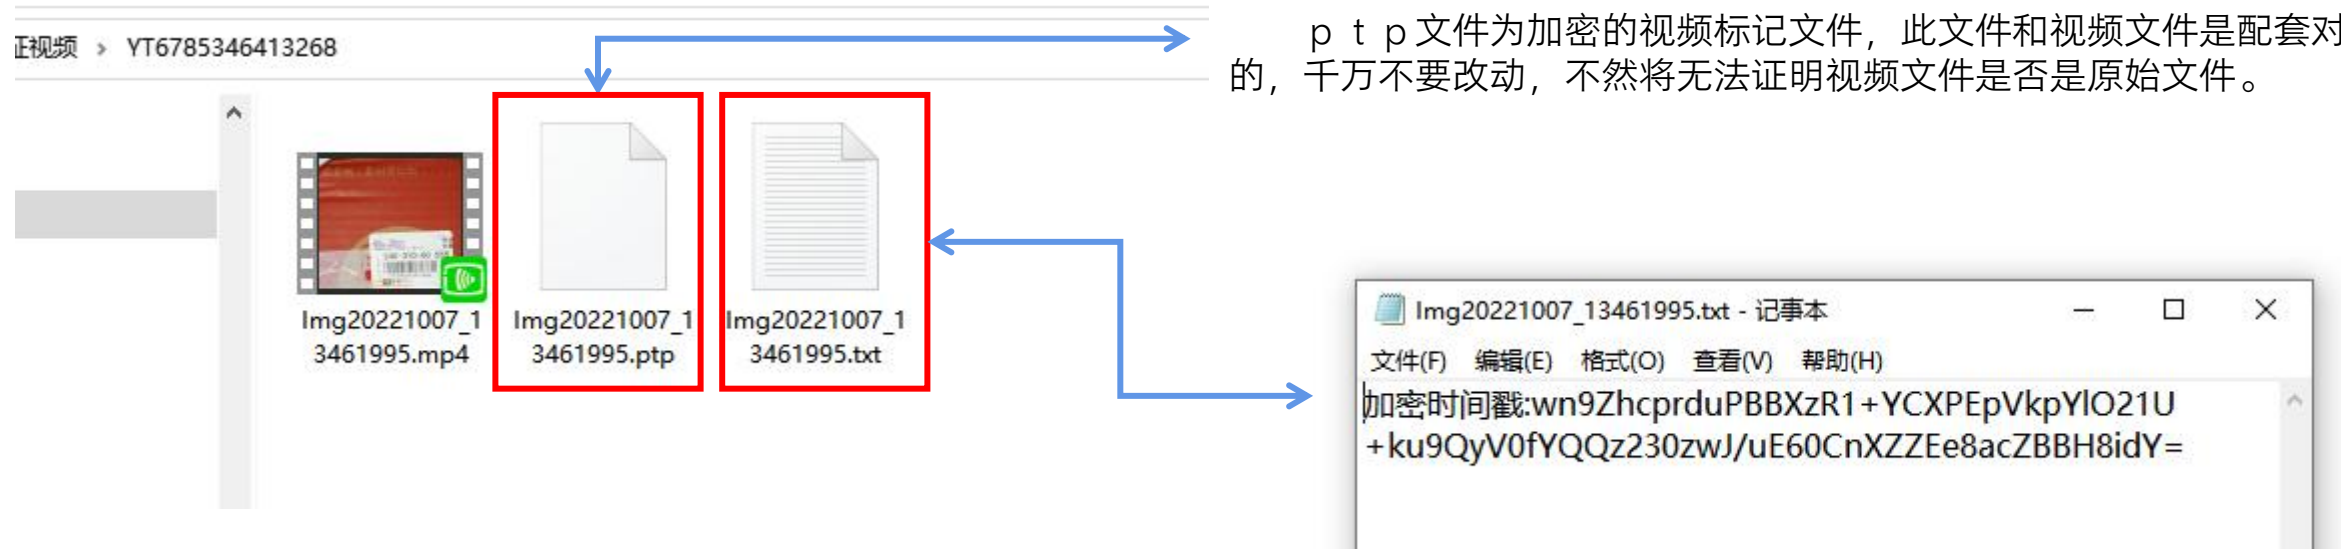 证视频 › YT6785346413268
ptp文件为加密的视频标记文件，此文件和视频文件是配套对
的，千万不要改动，不然将无法证明视频文件是否是原始文件。
Img20221007_1
3461995.mp4
Img20221007_1
3461995.ptp
Img20221007_1
3461995.txt
Img20221007_13461995.txt - 记事本
文件(F) 编辑(E) 格式(O) 查看(V) 帮助(H)
加密时间戳:wn9ZhcprduPBBXzR1+YCXPEpVkpYlO21U
+ku9QyV0fYQQz230zwJ/uE60CnXZZEe8acZBBH8idY=